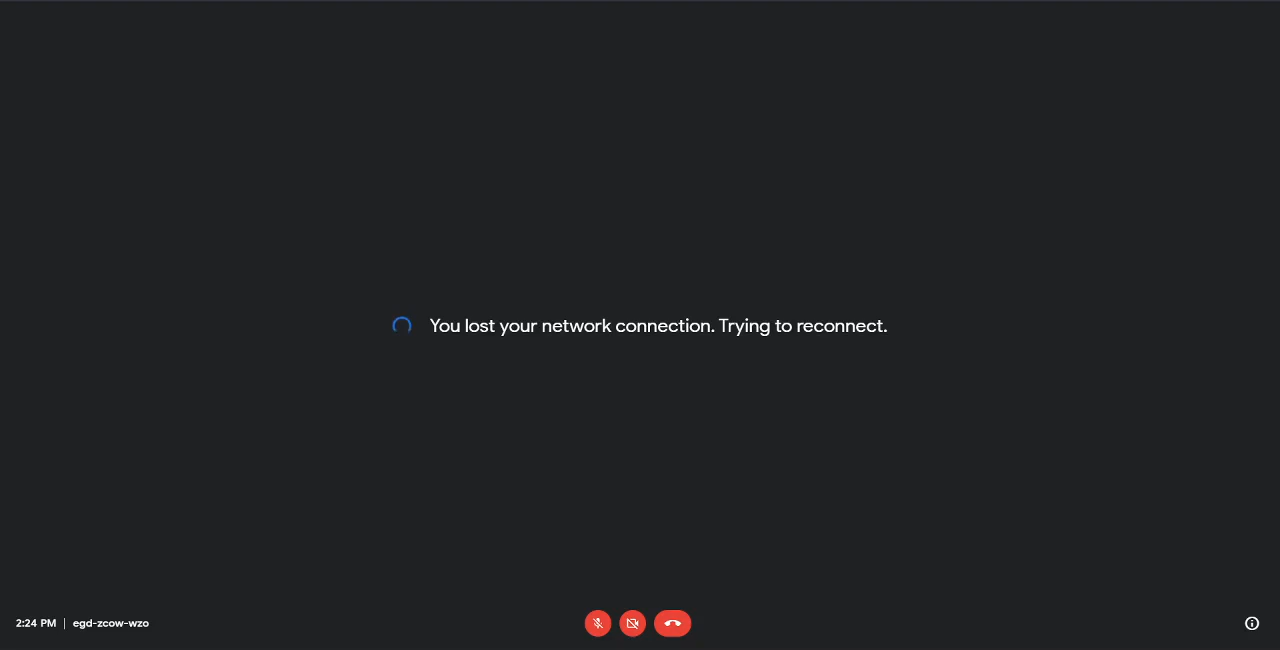 You lost your network connection. Trying to reconnect.
2:24 PM | egd-zcow-wzo